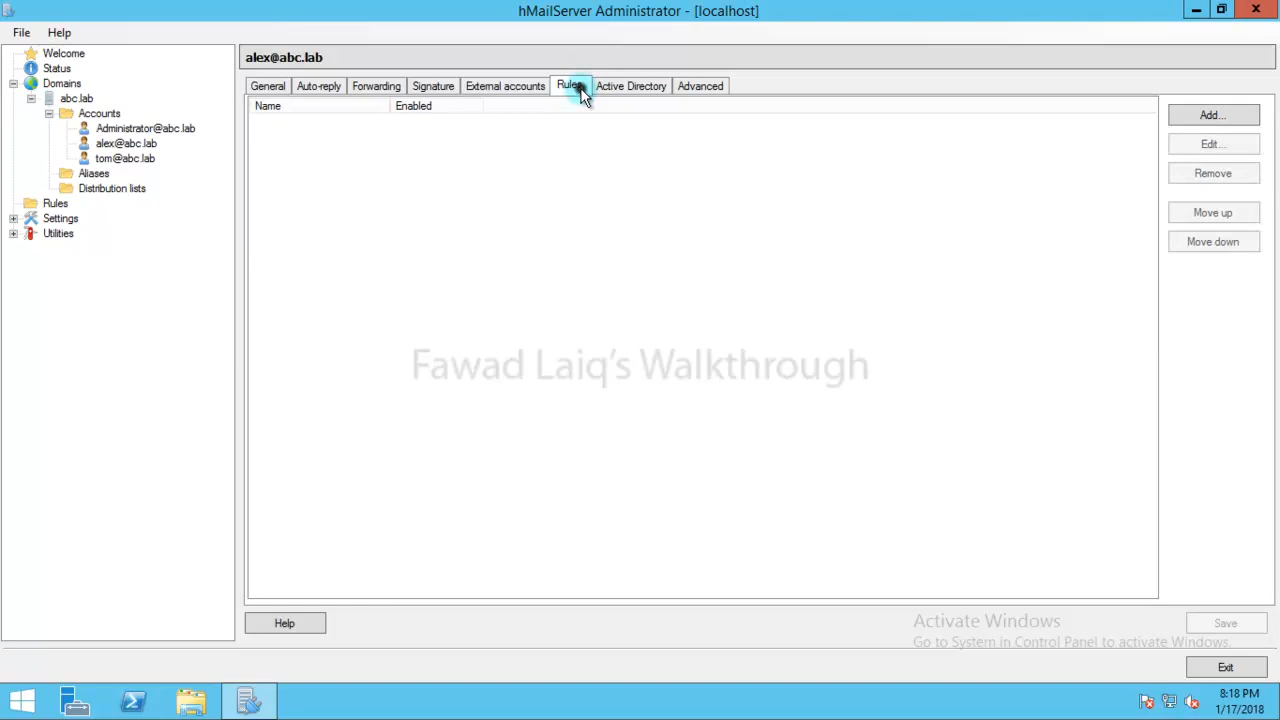 hMailServer Administrator - [localhost]
File Help
Welcome
Status
Domains
abc.lab
Accounts
Administrator@abc.lab
alex@abc.lab
tom@abc.lab
Aliases
Distribution lists
Rules
Settings
Utilities
alex@abc.lab
General Auto-reply Forwarding Signature External accounts Rules Active Directory Advanced
Name Enabled
Add...
Edit...
Remove
Move up
Move down
Fawad Laiq's Walkthrough
Help
Activate Windows
Go to System in Control Panel to activate Windows.
Save
Exit
8:18 PM
1/17/2018